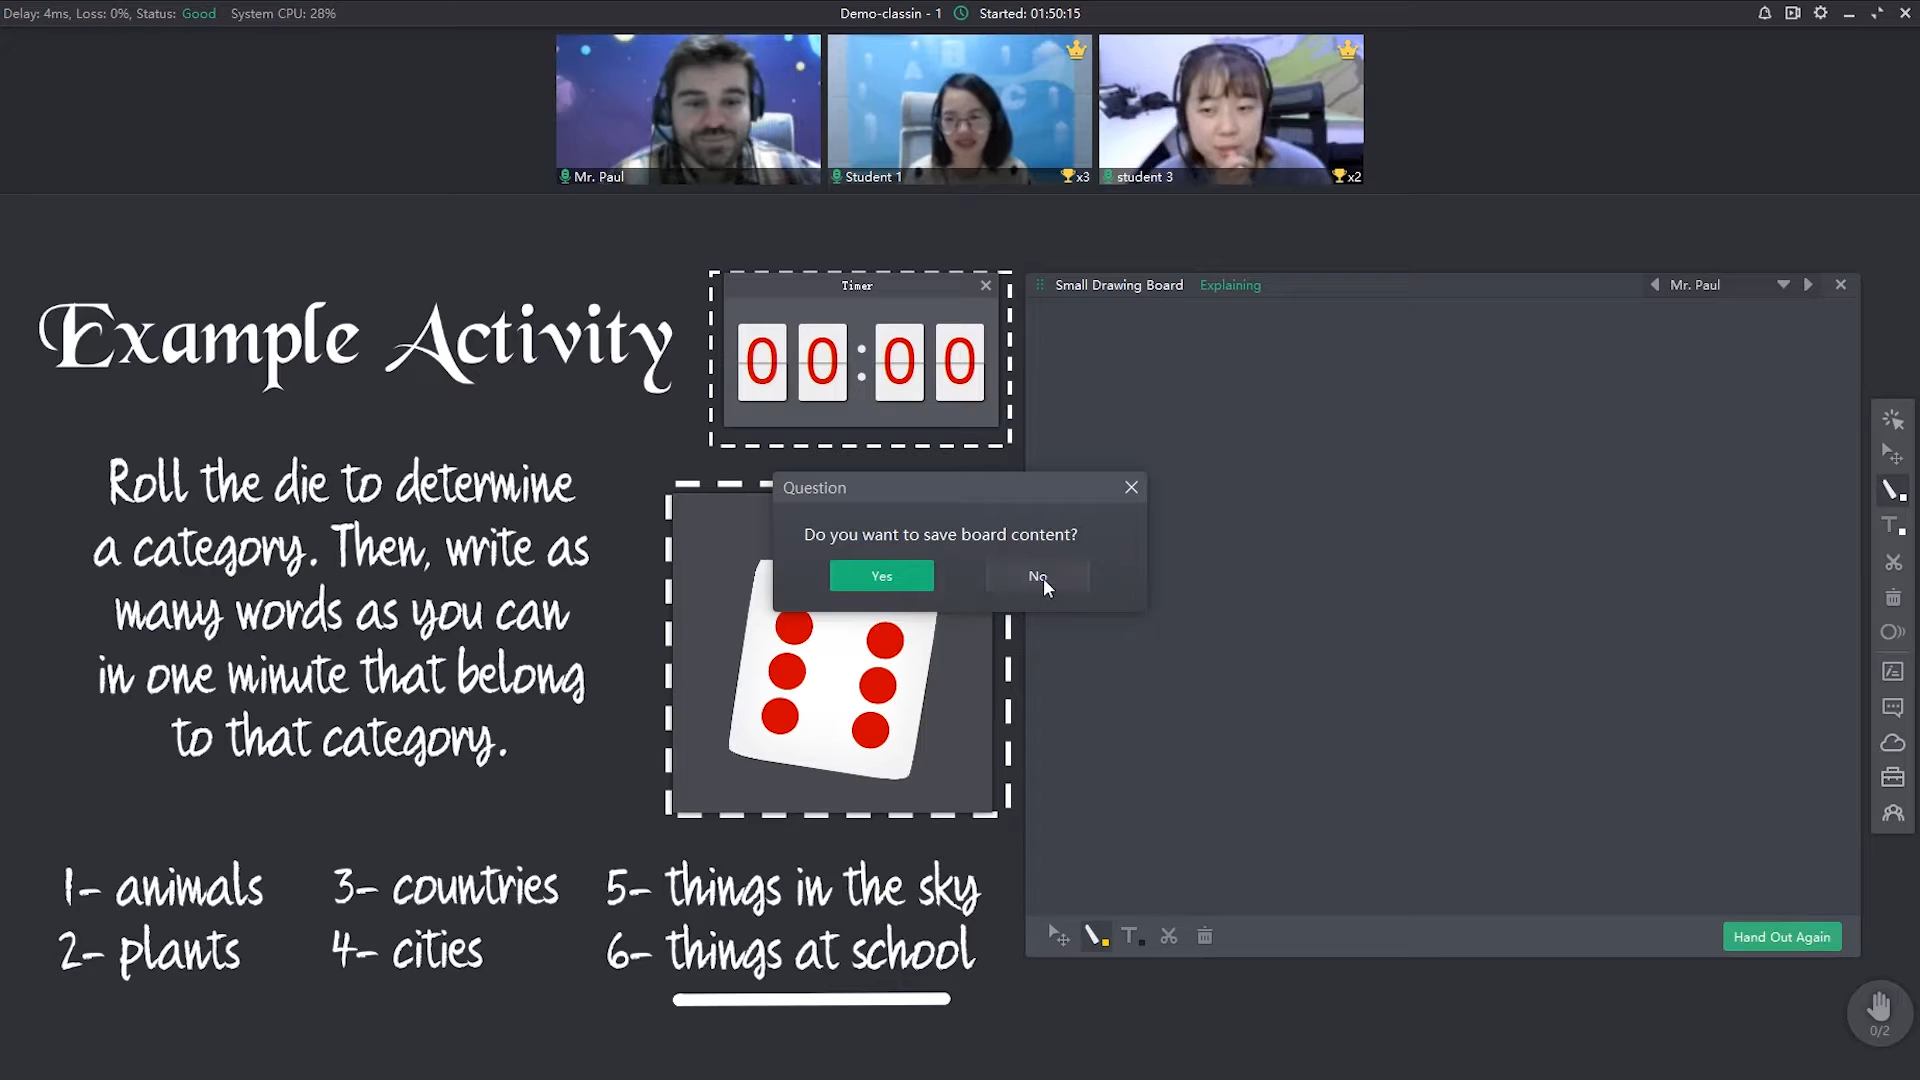 Delay: 4ms, Loss: 0%, Status: Good System CPU: 28%
Demo-classin - 1 Started: 01:50:15
Mr. Paul
Student 1
x3
student 3
x2
Example Activity
Roll the die to determine
a category. Then, write as
many words as you can
in one minute that belong
to that category.
Timer
00:00
Small Drawing Board Explaining
Mr. Paul
Question
Do you want to save board content?
Yes
No
1- animals
2- plants
3- countries
4- cities
5- things in the sky
6- things at school
Hand Out Again
0/2